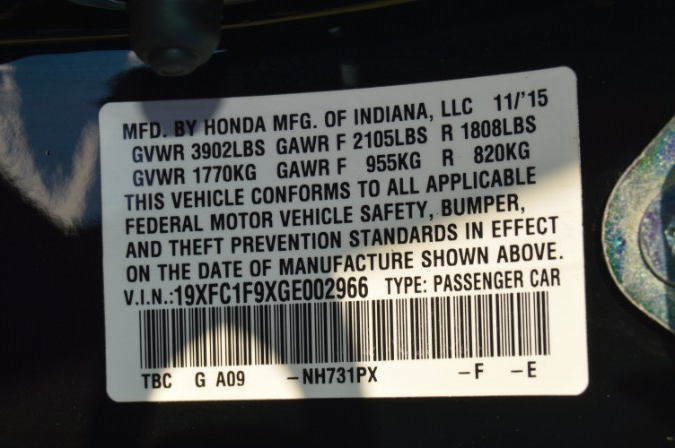 MFD. BY HONDA MFG. OF INDIANA, LLC 11/'15
GVWR 3902LBS GAWR F 2105LBS R 1808LBS
GVWR 1770KG GAWR F 955KG R 820KG
THIS VEHICLE CONFORMS TO ALL APPLICABLE
FEDERAL MOTOR VEHICLE SAFETY, BUMPER,
AND THEFT PREVENTION STANDARDS IN EFFECT
ON THE DATE OF MANUFACTURE SHOWN ABOVE.
V.I.N.:19XFC1F9XGE002966 TYPE: PASSENGER CAR
TBC G A09 -NH731PX -F -E